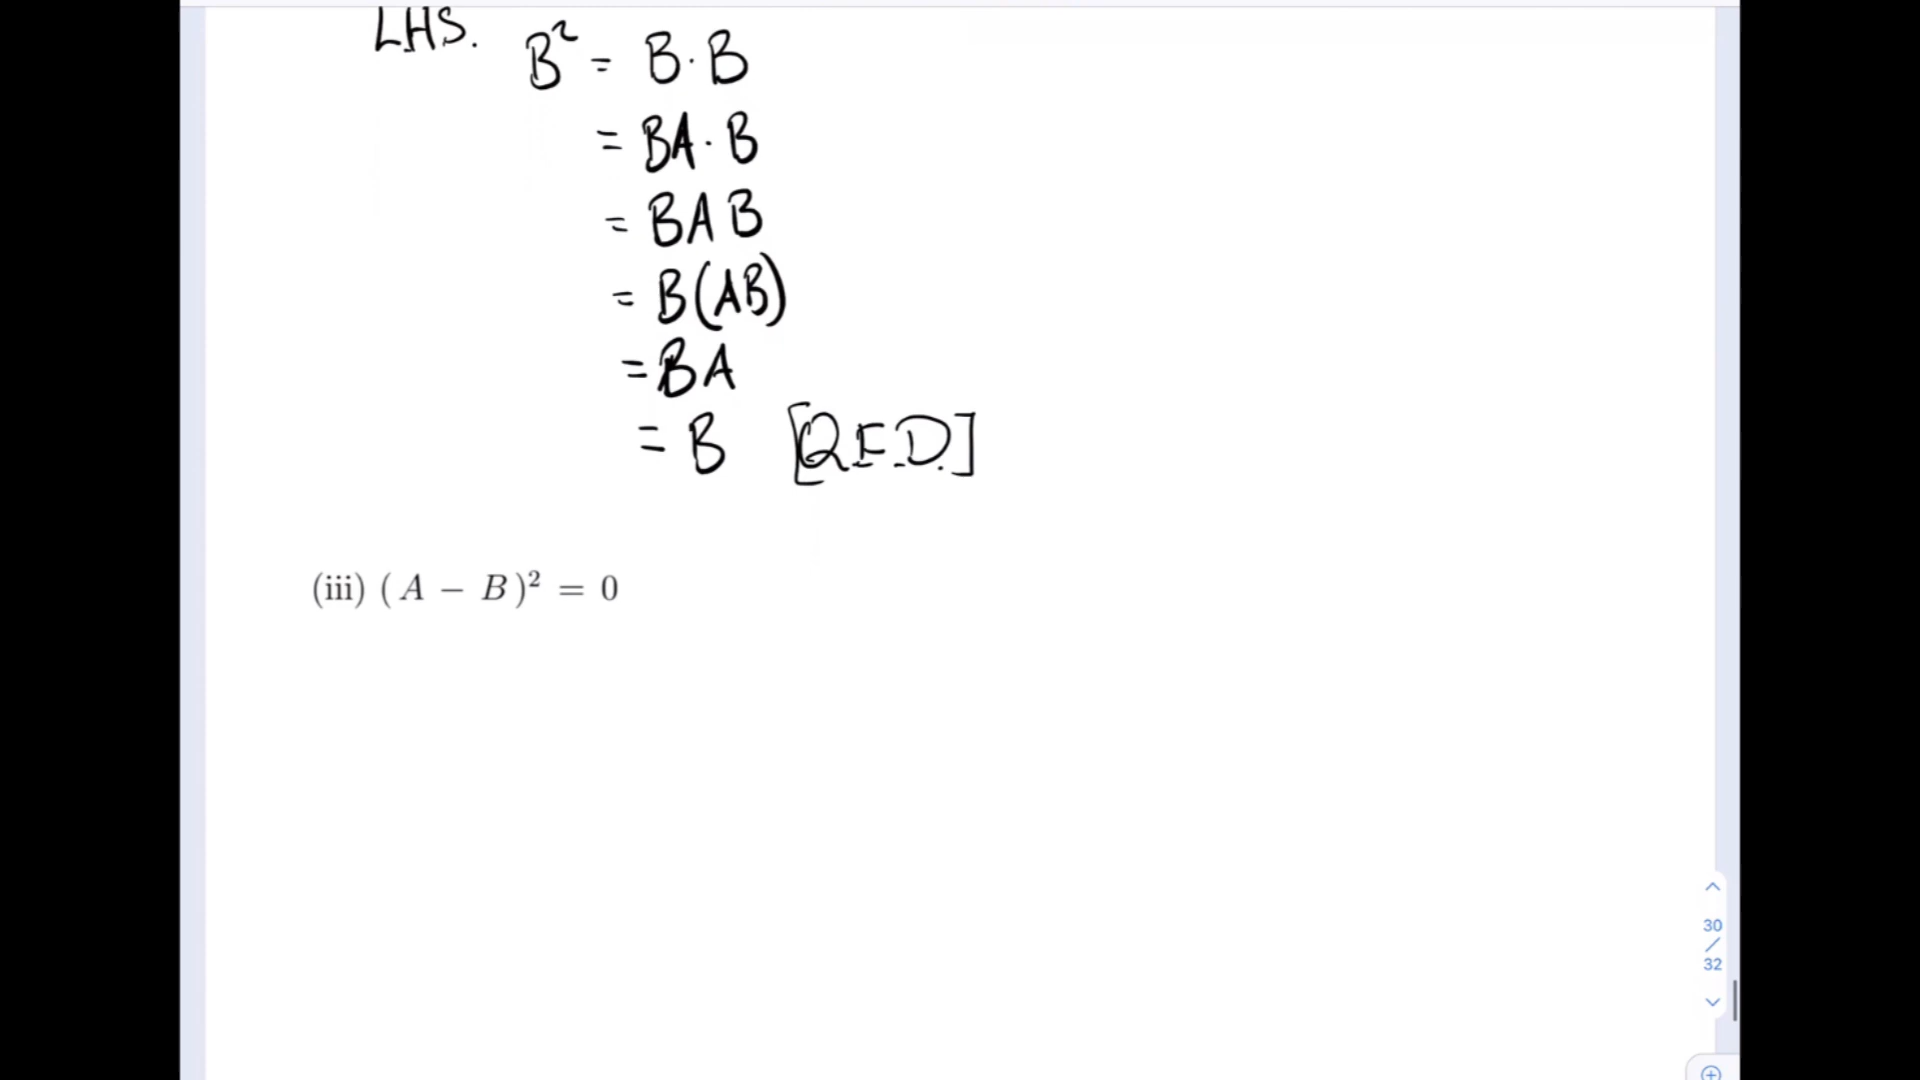 LHS. B² = B·B
= BA·B
= BAB
= B(AB)
= BA
= B [Q.E.D.]
(iii) ( A − B )² = 0
30
/
32